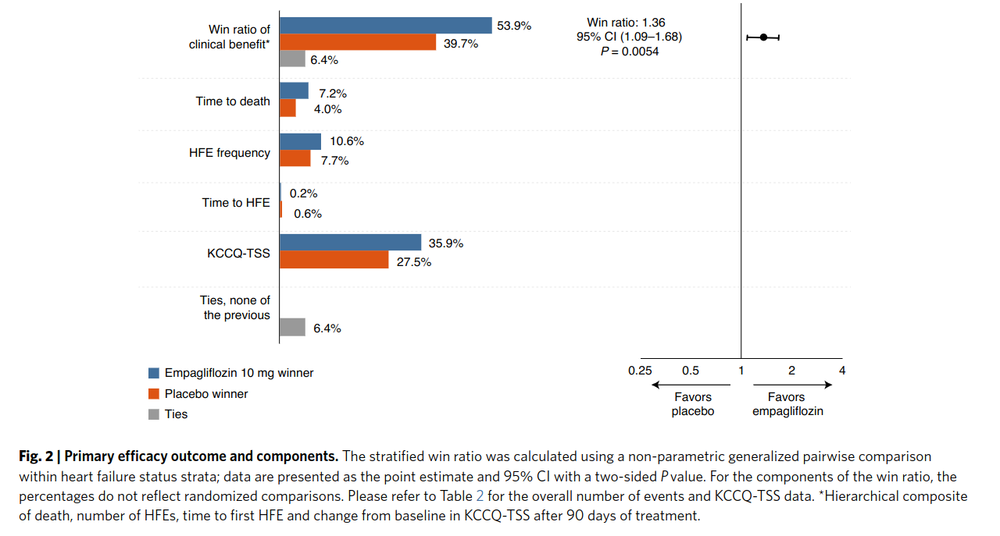 Win ratio of
clinical benefit*
53.9%
39.7%
6.4%
Win ratio: 1.36
95% CI (1.09–1.68)
P = 0.0054
Time to death
7.2%
4.0%
HFE frequency
10.6%
7.7%
Time to HFE
0.2%
0.6%
KCCQ-TSS
35.9%
27.5%
Ties, none of
the previous
6.4%
Empagliflozin 10 mg winner
Placebo winner
Ties
0.25 0.5 1 2 4
Favors
placebo
Favors
empagliflozin
Fig. 2 | Primary efficacy outcome and components. The stratified win ratio was calculated using a non-parametric generalized pairwise comparison
within heart failure status strata; data are presented as the point estimate and 95% CI with a two-sided P value. For the components of the win ratio, the
percentages do not reflect randomized comparisons. Please refer to Table 2 for the overall number of events and KCCQ-TSS data. *Hierarchical composite
of death, number of HFEs, time to first HFE and change from baseline in KCCQ-TSS after 90 days of treatment.